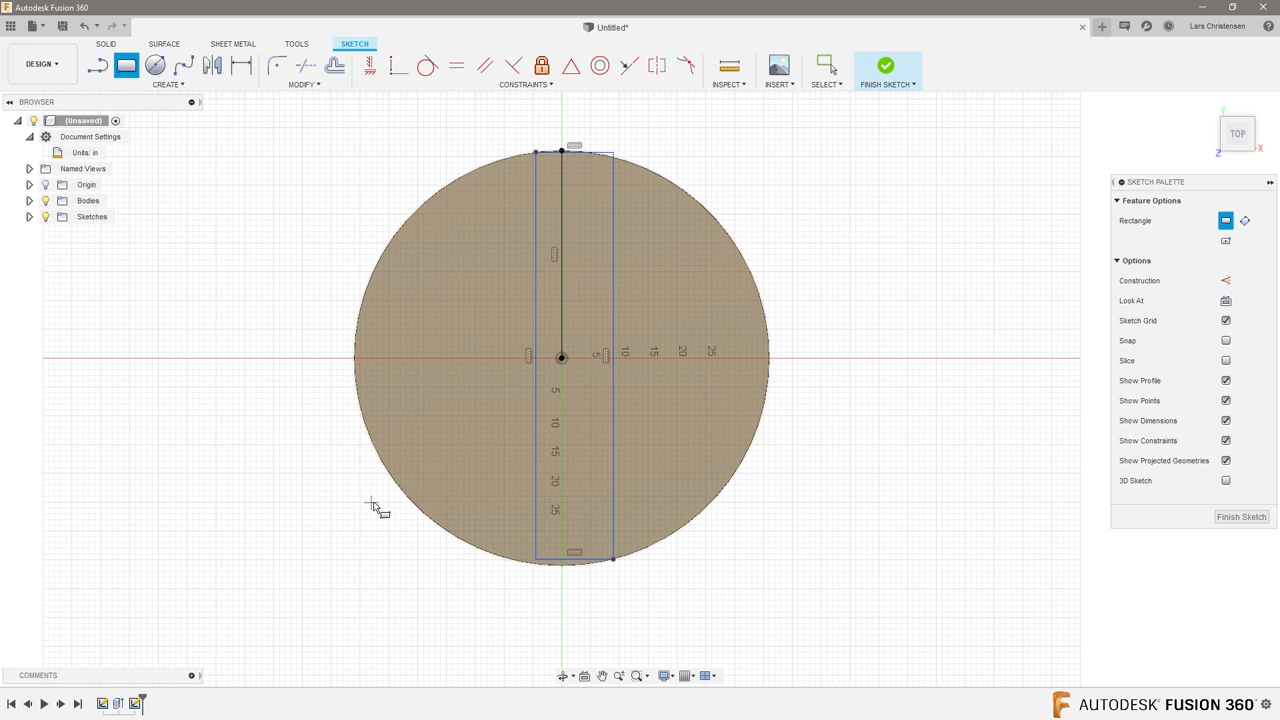 Autodesk Fusion 360
Untitled*
Lars Christensen
DESIGN
SOLID
SURFACE
SHEET METAL
TOOLS
SKETCH
CREATE
MODIFY
CONSTRAINTS
INSPECT
INSERT
SELECT
FINISH SKETCH
BROWSER
(Unsaved)
Document Settings
Units: in
Named Views
Origin
Bodies
Sketches
TOP
Y
X
Z
5
10
15
20
25
5
10
15
20
25
SKETCH PALETTE
Feature Options
Rectangle
Options
Construction
Look At
Sketch Grid
Snap
Slice
Show Profile
Show Points
Show Dimensions
Show Constraints
Show Projected Geometries
3D Sketch
Finish Sketch
COMMENTS
AUTODESK FUSION 360